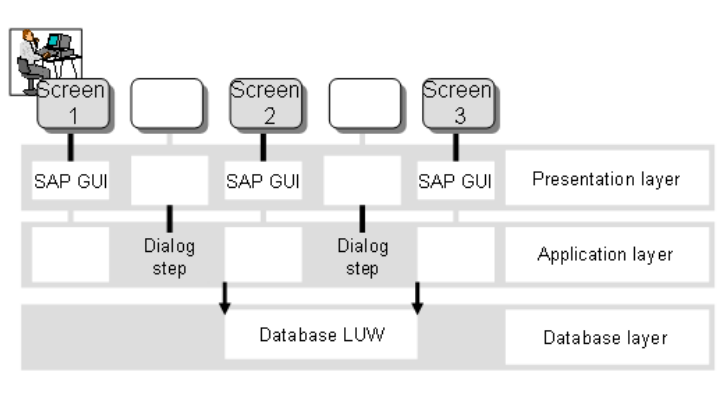 Screen
1
Screen
2
Screen
3
SAP GUI
SAP GUI
SAP GUI
Presentation layer
Dialog
step
Dialog
step
Application layer
Database LUW
Database layer